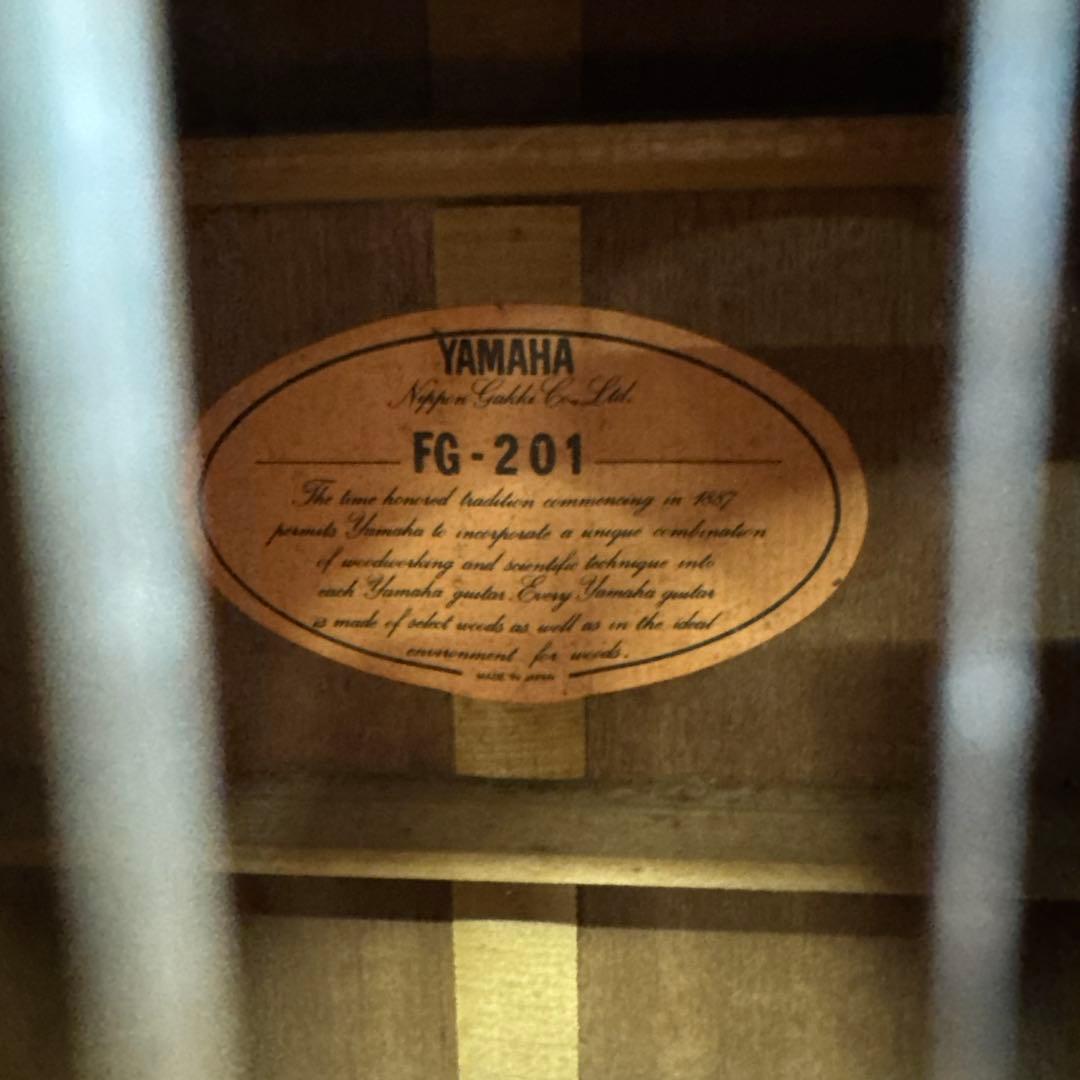 YAMAHA
Nippon Gakki Co., Ltd.
FG-201
The time honored tradition commencing in 1887
permits Yamaha to incorporate a unique combination
of woodworking and scientific technique into
each Yamaha guitar. Every Yamaha guitar
is made of select woods as well as in the ideal
environment for woods.
MADE IN JAPAN